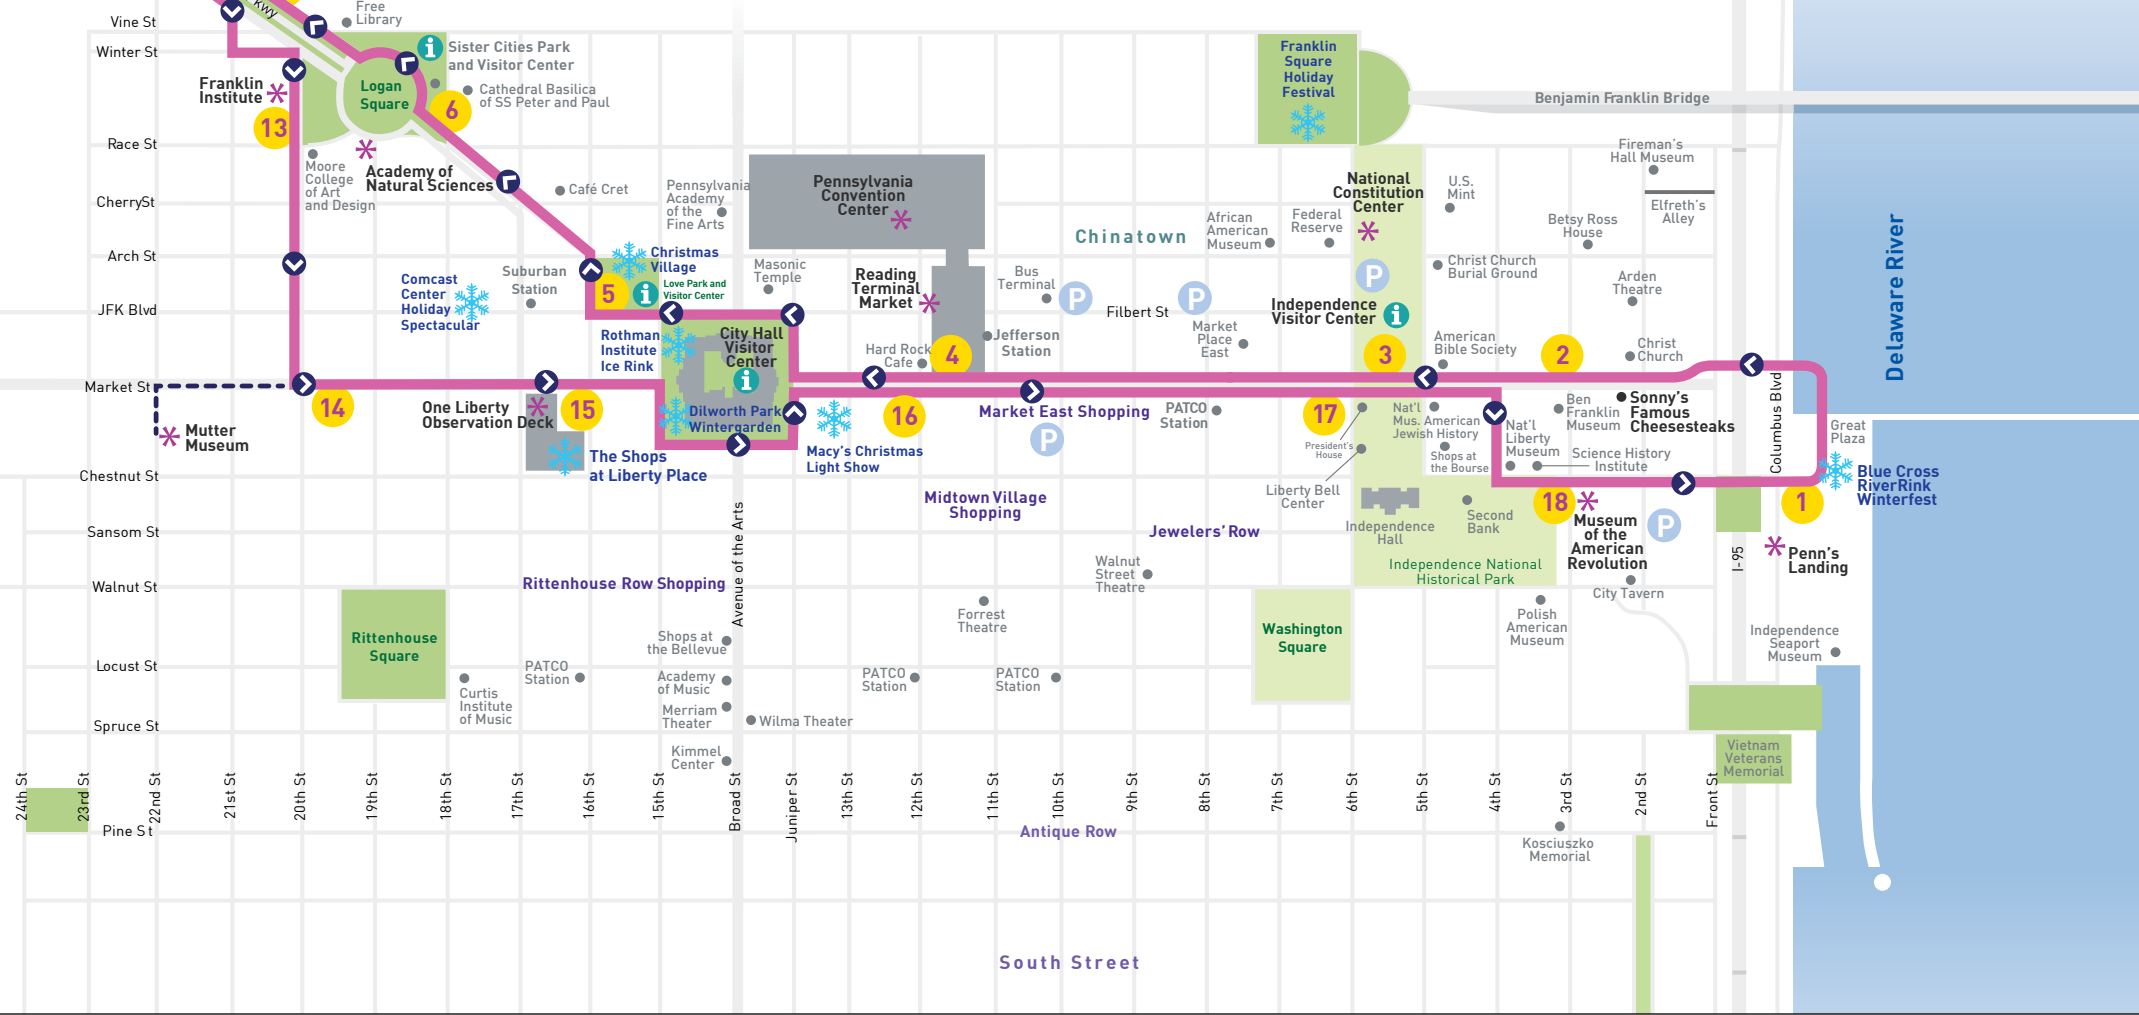 Vine St
Winter St
Race St
CherrySt
Arch St
JFK Blvd
Market St
Chestnut St
Sansom St
Walnut St
Locust St
Spruce St
Pine St
kwy
Free
Library
Sister Cities Park
and Visitor Center
Cathedral Basilica
of SS Peter and Paul
Logan
Square
6
Franklin
Institute
13
Moore
College
of Art
and Design
Academy of
Natural Sciences
Café Cret
Pennsylvania
Academy
of the
Fine Arts
Pennsylvania
Convention
Center
Christmas
Village
Love Park and
Visitor Center
5
Suburban
Station
Comcast
Center
Holiday
Spectacular
Masonic
Temple
Rothman
Institute
Ice Rink
City Hall
Visitor
Center
Dilworth Park
Wintergarden
Reading
Terminal
Market
Hard Rock
Cafe
4
Jefferson
Station
Bus
Terminal
P
P
Filbert St
Chinatown
Market
Place
East
African
American
Museum
Federal
Reserve
Franklin
Square
Holiday
Festival
Benjamin Franklin Bridge
National
Constitution
Center
P
Independence
Visitor Center
3
U.S.
Mint
Christ Church
Burial Ground
American
Bible Society
Fireman's
Hall Museum
Elfreth's
Alley
Betsy Ross
House
Arden
Theatre
2
Christ
Church
Delaware River
Columbus Blvd
Mutter
Museum
14
One Liberty
Observation Deck
15
The Shops
at Liberty Place
Macy's Christmas
Light Show
16
Market East Shopping
P
PATCO
Station
17
President's
House
Liberty Bell
Center
Nat'l
Mus. American
Jewish History
Shops at
the Bourse
Nat'l
Liberty
Museum
Ben
Franklin
Museum
Sonny's
Famous
Cheesesteaks
Science History
Institute
Great
Plaza
Blue Cross
RiverRink
Winterfest
1
Penn's
Landing
I-95
18
Museum
of the
American
Revolution
P
City Tavern
Independence
Hall
Second
Bank
Independence National
Historical Park
Midtown Village
Shopping
Jewelers' Row
Walnut
Street
Theatre
Forrest
Theatre
Avenue of the Arts
Rittenhouse Row Shopping
Rittenhouse
Square
Washington
Square
Polish
American
Museum
Independence
Seaport
Museum
Vietnam
Veterans
Memorial
Curtis
Institute
of Music
PATCO
Station
Shops at
the Bellevue
Academy
of Music
Merriam
Theater
Wilma Theater
Kimmel
Center
PATCO
Station
PATCO
Station
24th St
23rd St
22nd St
21st St
20th St
19th St
18th St
17th St
16th St
15th St
Broad St
Juniper St
13th St
12th St
11th St
10th St
9th St
8th St
7th St
6th St
5th St
4th St
3rd St
2nd St
Front St
Antique Row
Kosciuszko
Memorial
South Street